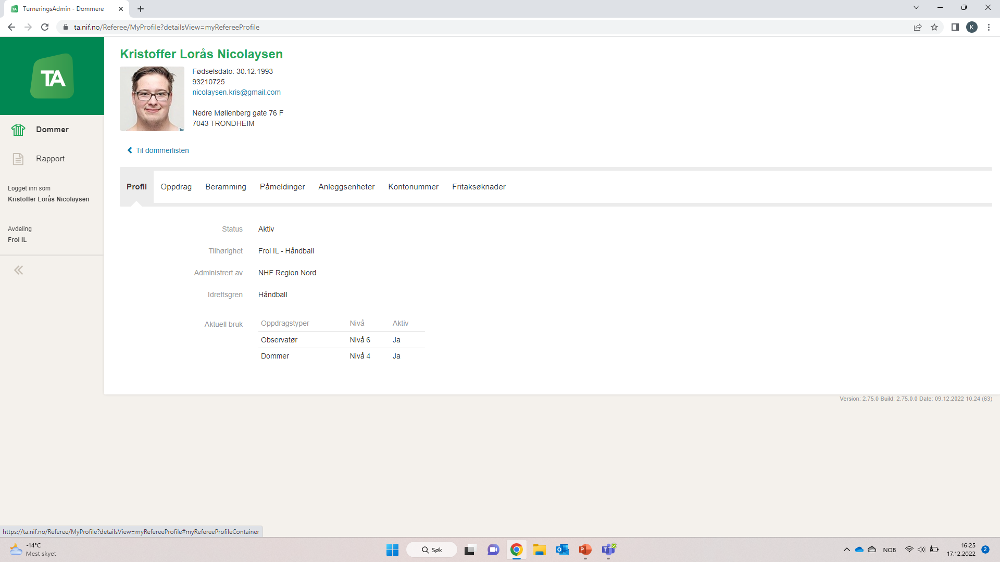 TurneringsAdmin - Dommere
ta.nif.no/Referee/MyProfile?detailsView=myRefereeProfile
K
TA
Dommer
Rapport
Logget inn som
Kristoffer Lorås Nicolaysen
Avdeling
Frol IL
Kristoffer Lorås Nicolaysen
Fødselsdato: 30.12.1993
93210725
nicolaysen.kris@gmail.com
Nedre Møllenberg gate 76 F
7043 TRONDHEIM
Til dommerlisten
Profil Oppdrag Beramming Påmeldinger Anleggsenheter Kontonummer Fritaksøknader
Status Aktiv
Tilhørighet Frol IL - Håndball
Administrert av NHF Region Nord
Idrettsgren Håndball
Aktuell bruk Oppdragstyper Nivå Aktiv
Observatør Nivå 6 Ja
Dommer Nivå 4 Ja
Version: 2.75.0 Build: 2.75.0.0 Date: 09.12.2022 10.24 (63)
https://ta.nif.no/Referee/MyProfile?detailsView=myRefereeProfile#myRefereeProfileContainer
-14°C
Mest skyet
Søk
NOB
16:25
17.12.2022
2